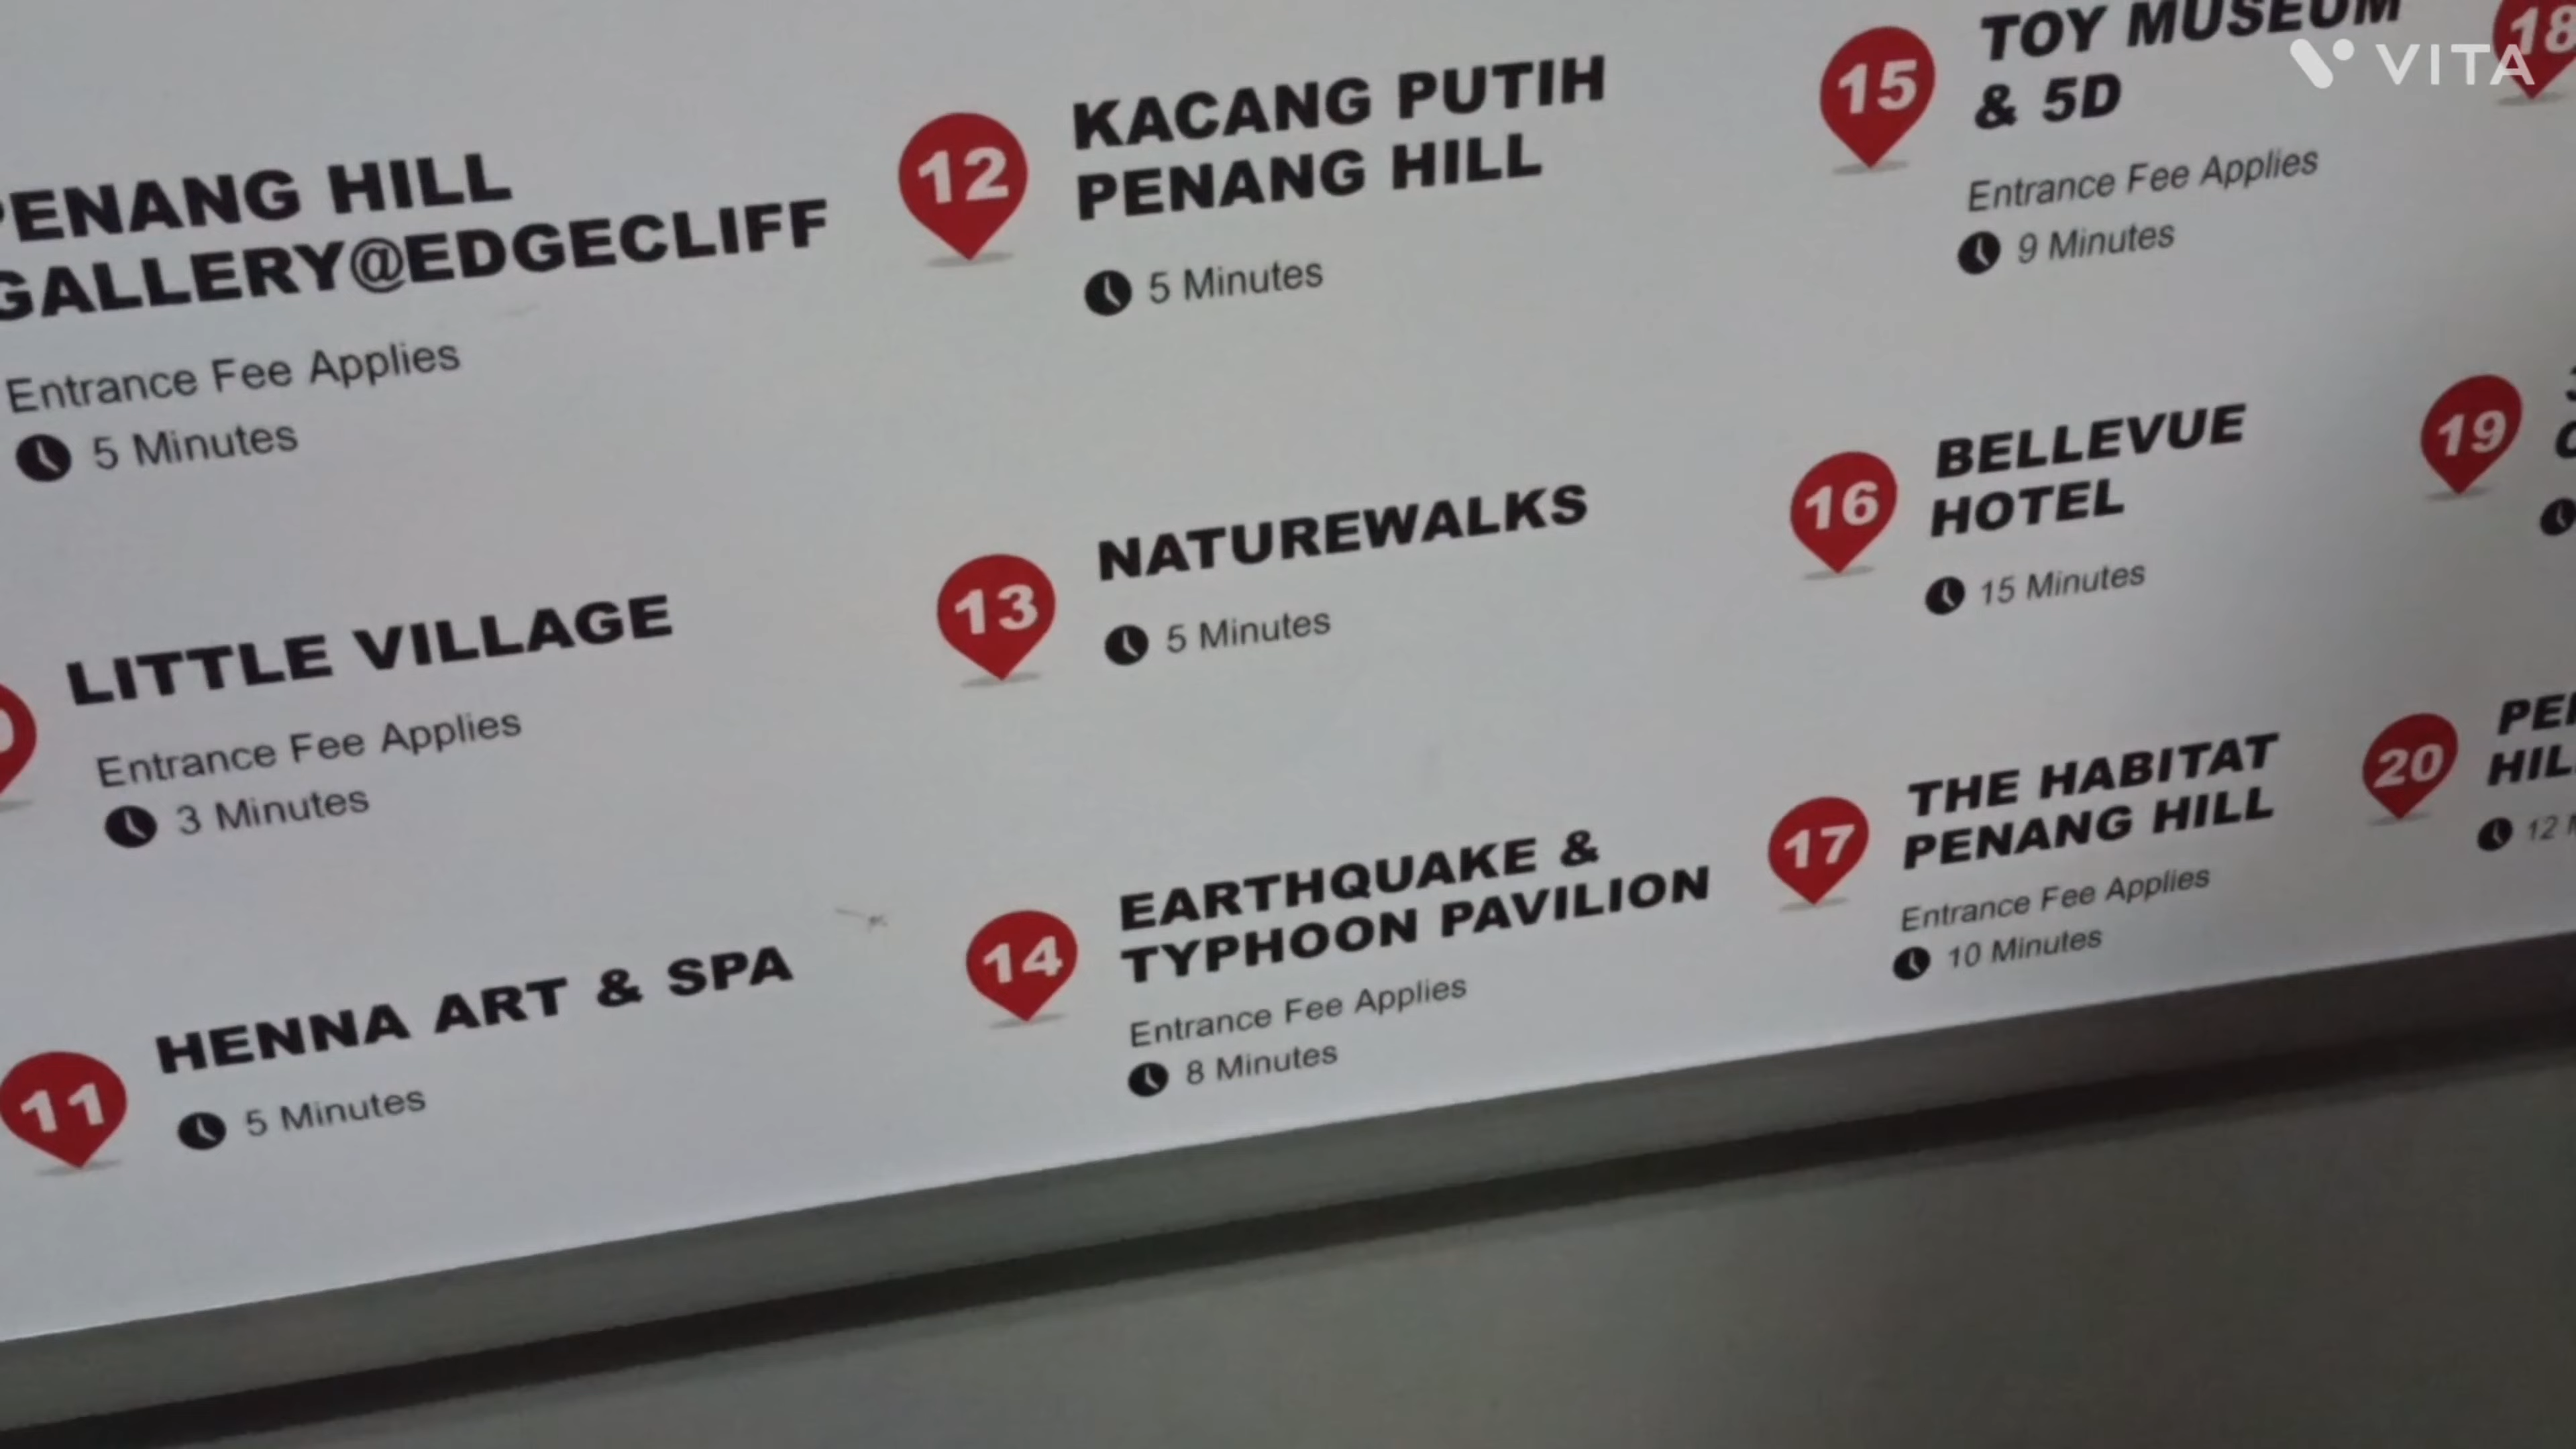 PENANG HILL
GALLERY@EDGECLIFF
Entrance Fee Applies
5 Minutes
LITTLE VILLAGE
Entrance Fee Applies
3 Minutes
11
HENNA ART & SPA
5 Minutes
12
KACANG PUTIH
PENANG HILL
5 Minutes
13
NATUREWALKS
5 Minutes
14
EARTHQUAKE &
TYPHOON PAVILION
Entrance Fee Applies
8 Minutes
15
TOY MUSEUM
& 5D
Entrance Fee Applies
9 Minutes
16
BELLEVUE
HOTEL
15 Minutes
17
THE HABITAT
PENANG HILL
Entrance Fee Applies
10 Minutes
18
19
20
12
VITA